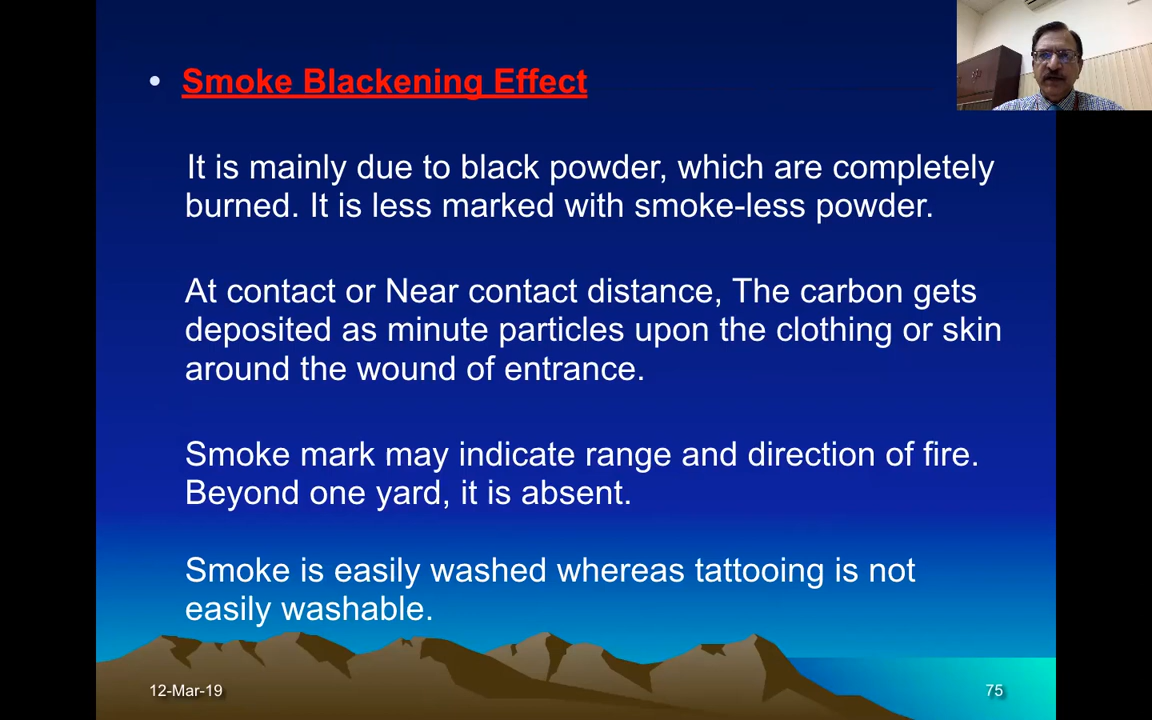 • Smoke Blackening Effect
It is mainly due to black powder, which are completely
burned. It is less marked with smoke-less powder.
At contact or Near contact distance, The carbon gets
deposited as minute particles upon the clothing or skin
around the wound of entrance.
Smoke mark may indicate range and direction of fire.
Beyond one yard, it is absent.
Smoke is easily washed whereas tattooing is not
easily washable.
12-Mar-19
75